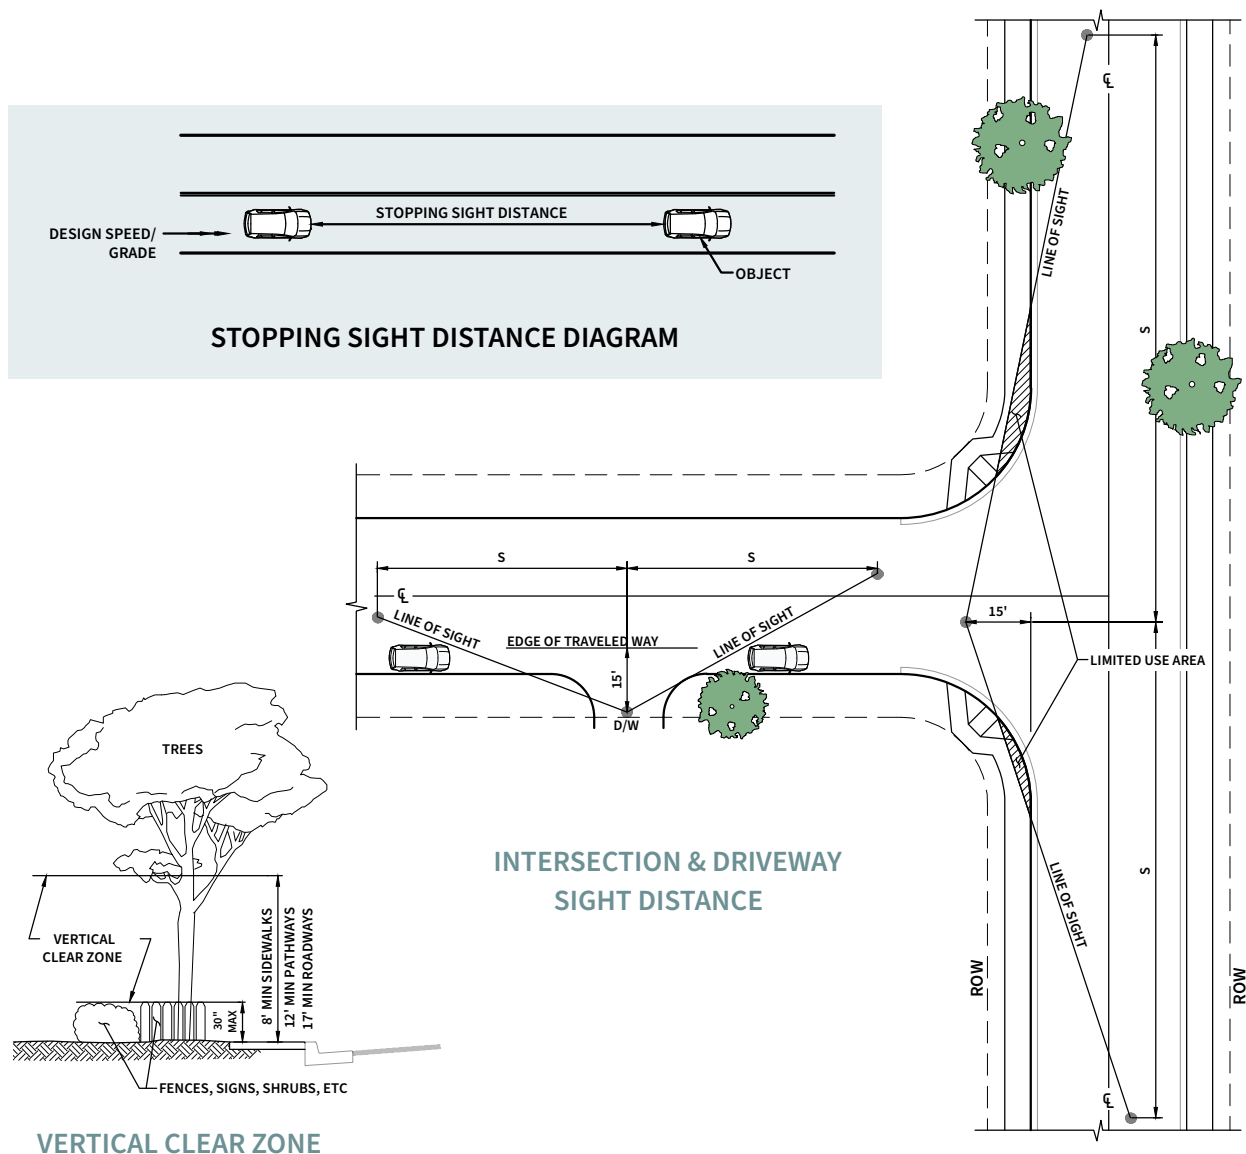 STOPPING SIGHT DISTANCE
DESIGN SPEED/
GRADE
OBJECT
STOPPING SIGHT DISTANCE DIAGRAM
℄
LINE OF SIGHT
S
S
S
℄
LINE OF SIGHT
EDGE OF TRAVELED WAY
LINE OF SIGHT
15'
15'
D/W
LIMITED USE AREA
LINE OF SIGHT
S
ROW
ROW
℄
INTERSECTION & DRIVEWAY
SIGHT DISTANCE
TREES
VERTICAL
CLEAR ZONE
30"
MAX
8' MIN SIDEWALKS
12' MIN PATHWAYS
17' MIN ROADWAYS
FENCES, SIGNS, SHRUBS, ETC
VERTICAL CLEAR ZONE